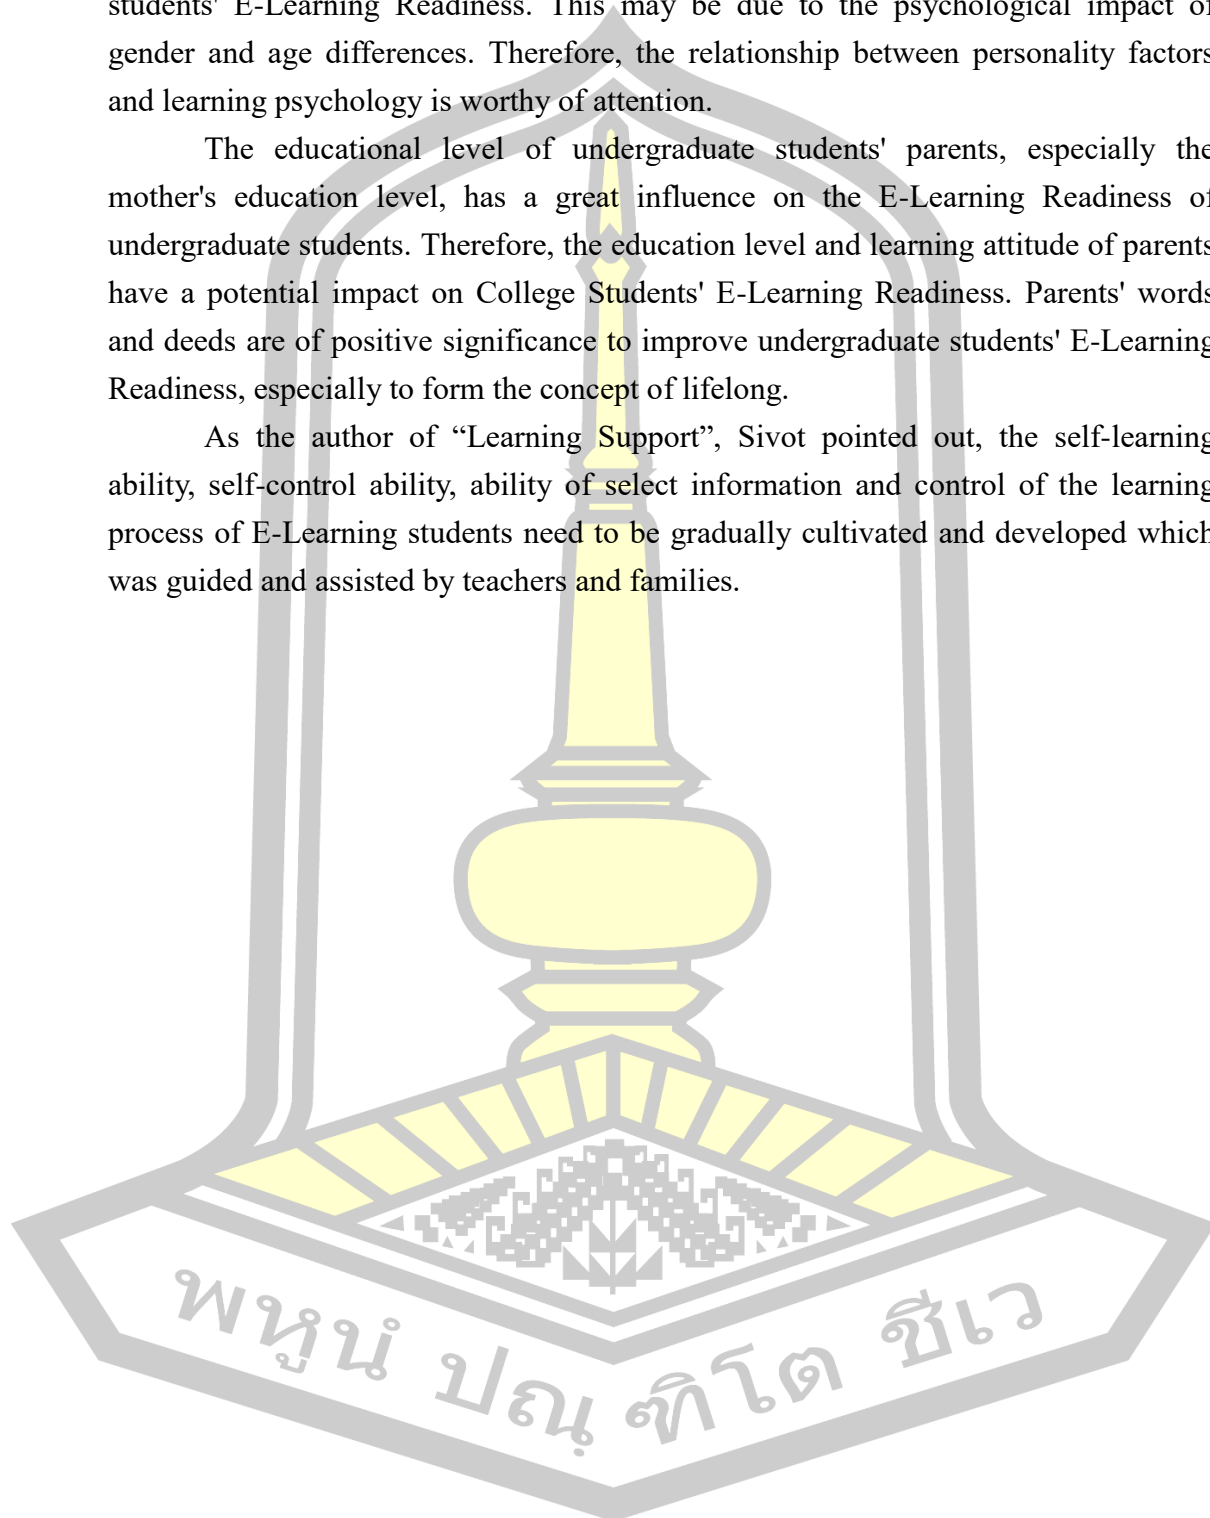 students' E-Learning Readiness. This may be due to the psychological impact of
gender and age differences. Therefore, the relationship between personality factors
and learning psychology is worthy of attention.
The educational level of undergraduate students' parents, especially the
mother's education level, has a great influence on the E-Learning Readiness of
undergraduate students. Therefore, the education level and learning attitude of parents
have a potential impact on College Students' E-Learning Readiness. Parents' words
and deeds are of positive significance to improve undergraduate students' E-Learning
Readiness, especially to form the concept of lifelong.
As the author of “Learning Support”, Sivot pointed out, the self-learning
ability, self-control ability, ability of select information and control of the learning
process of E-Learning students need to be gradually cultivated and developed which
was guided and assisted by teachers and families.
พหูนํ ปณฺฑิโต ชีเว